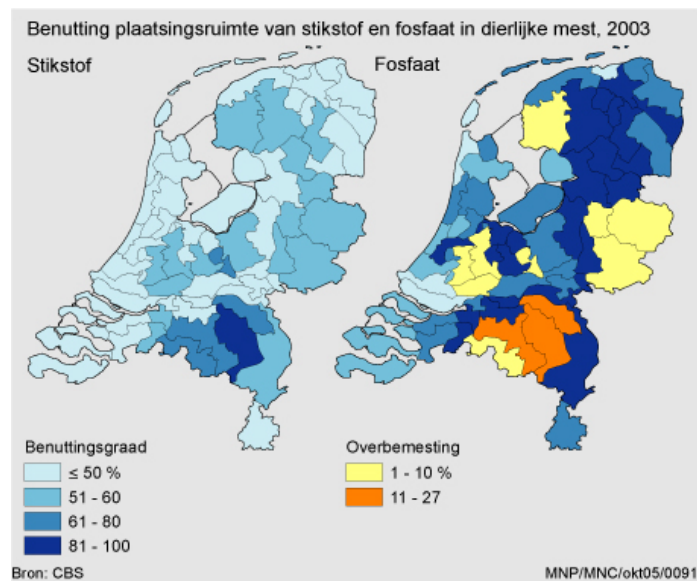 Benutting plaatsingsruimte van stikstof en fosfaat in dierlijke mest, 2003
Stikstof
Fosfaat
Benuttingsgraad
≤ 50 %
51 - 60
61 - 80
81 - 100
Overbemesting
1 - 10 %
11 - 27
Bron: CBS
MNP/MNC/okt05/0091